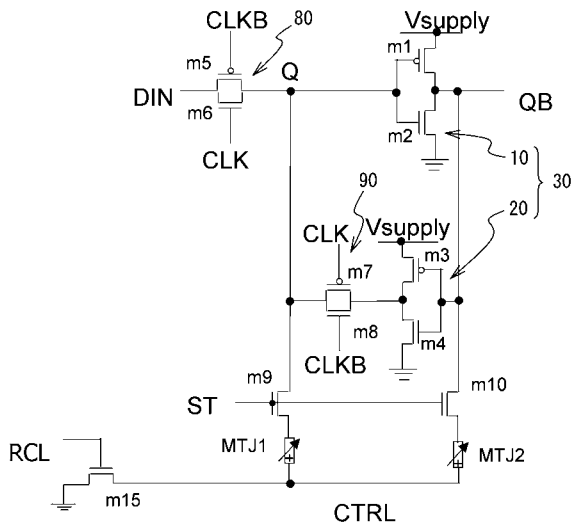 CLKB
80
Vsupply
m5
m1
Q
DIN
QB
m6
m2
CLK
10
30
90
20
Vsupply
CLK
m3
m7
m8
m4
CLKB
m9
m10
ST
MTJ1
MTJ2
RCL
m15
CTRL